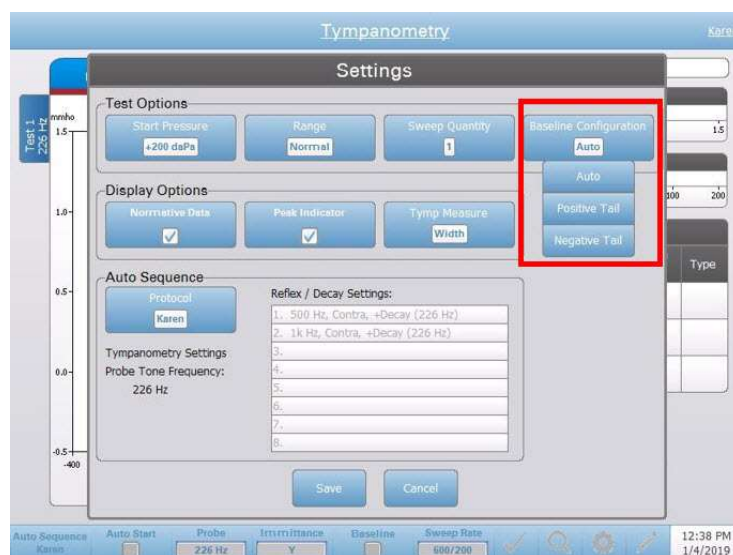 Tympanometry
Kare
Settings
Test 1
226 Hz
mmho
1.5
1.0
0.5
0.0
-0.5
-400
Test Options
Start Pressure
+200 daPa
Range
Normal
Sweep Quantity
1
Baseline Configuration
Auto
Auto
Positive Tail
Negative Tail
Display Options
Normative Data
Peak Indicator
Tymp Measure
Width
Auto Sequence
Protocol
Karen
Tympanometry Settings
Probe Tone Frequency:
226 Hz
Reflex / Decay Settings:
1. 500 Hz, Contra, +Decay (226 Hz)
2. 1k Hz, Contra, +Decay (226 Hz)
3.
4.
5.
6.
7.
8.
Save
Cancel
1.5
100
200
Type
Auto Sequence
Karen
Auto Start
Probe
226 Hz
Immittance
Y
Baseline
Sweep Rate
600/200
12:38 PM
1/4/2019